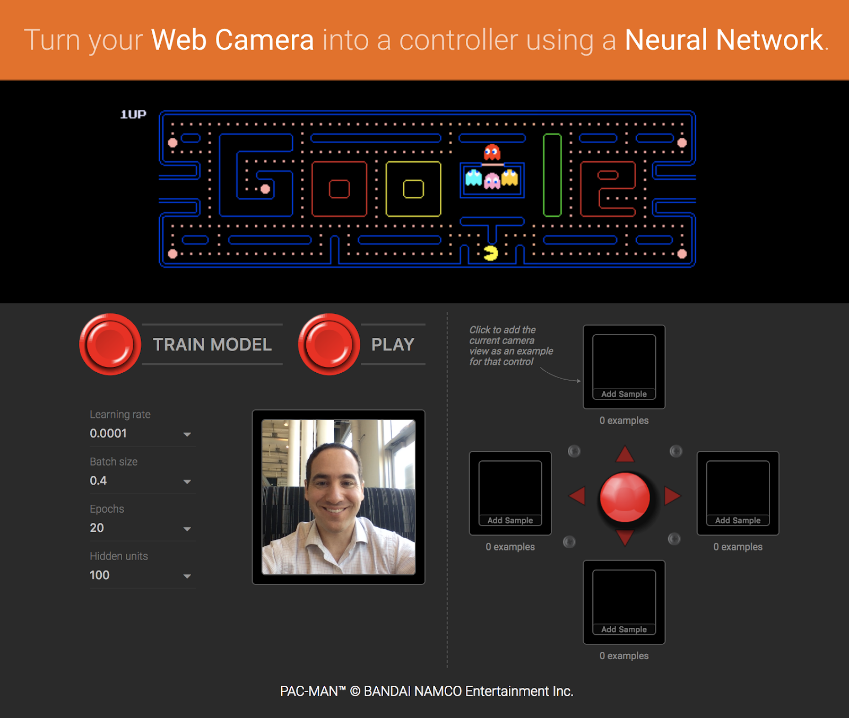 Turn your Web Camera into a controller using a Neural Network.
1UP
TRAIN MODEL
PLAY
Learning rate
0.0001
Batch size
0.4
Epochs
20
Hidden units
100
Click to add the
current camera
view as an example
for that control
Add Sample
0 examples
Add Sample
0 examples
Add Sample
0 examples
Add Sample
0 examples
PAC-MAN™ © BANDAI NAMCO Entertainment Inc.